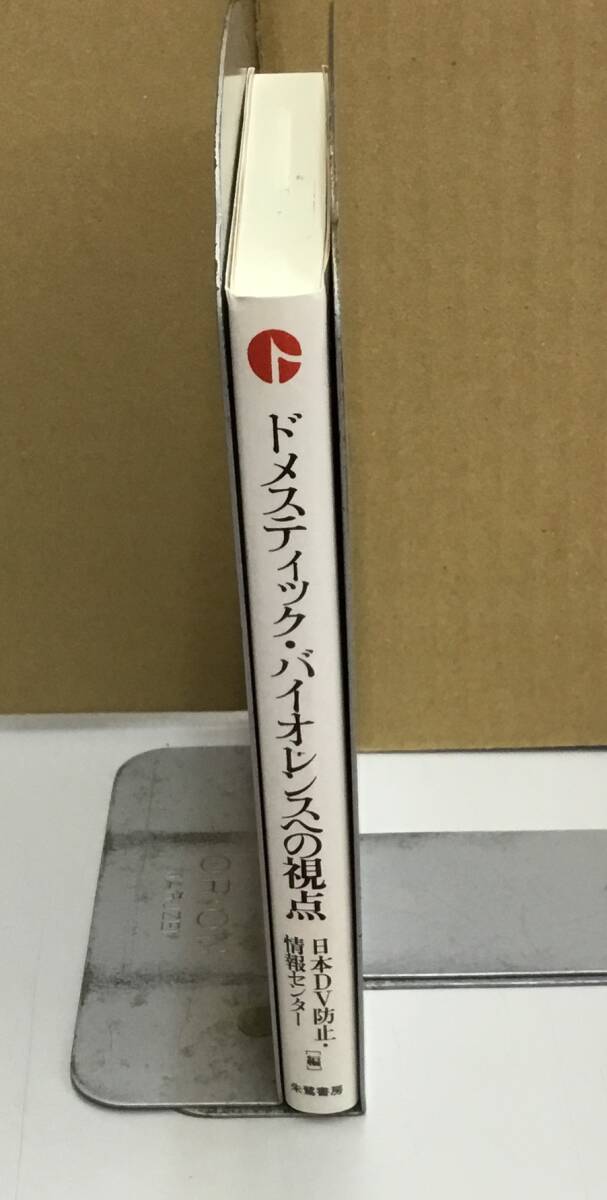 ドメスティック・バイオレンスへの視点
日本DV防止・
情報センター
[編]
朱鷺書房